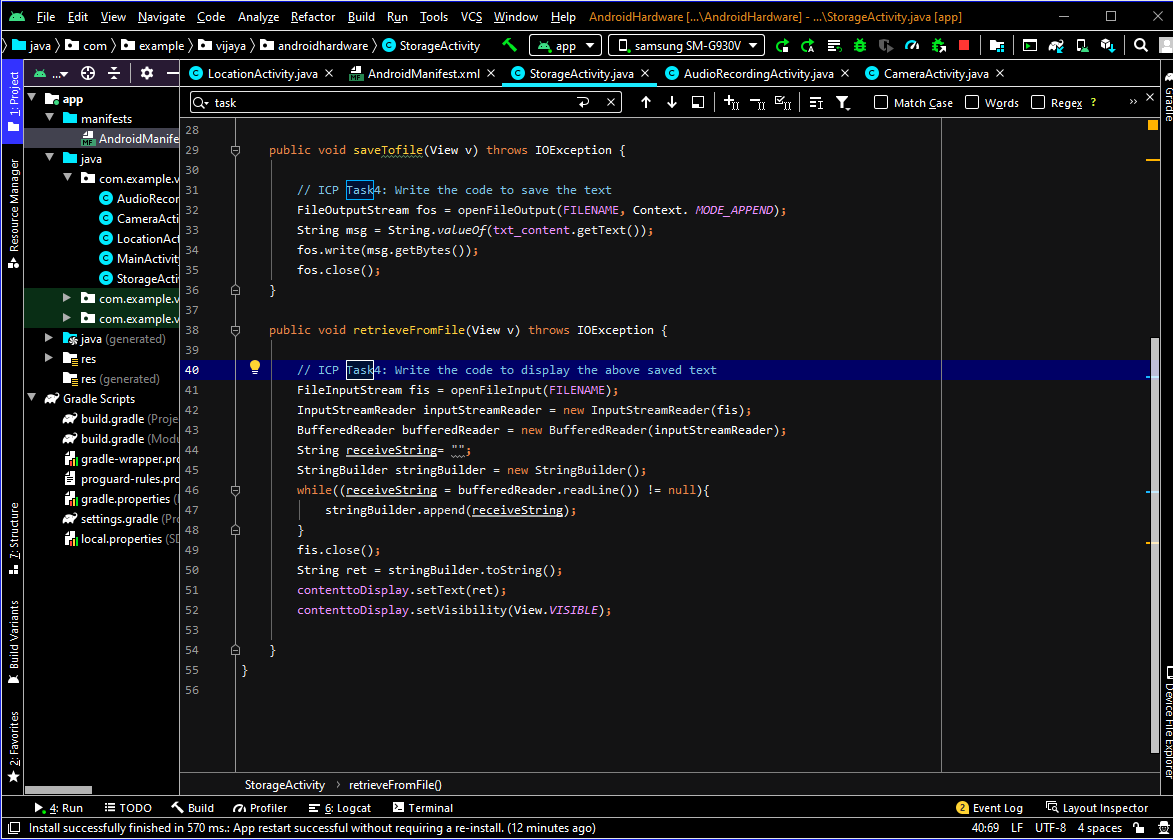 File Edit View Navigate Code Analyze Refactor Build Run Tools VCS Window Help AndroidHardware [...\AndroidHardware] - ...\StorageActivity.java [app]
java com example vijaya androidhardware StorageActivity app samsung SM-G930V
LocationActivity.java AndroidManifest.xml StorageActivity.java AudioRecordingActivity.java CameraActivity.java
task Match Case Words Regex ? »
1: Project
Resource Manager
7: Structure
Build Variants
2: Favorites
...
app
manifests
AndroidManife
java
com.example.v
AudioRecor
CameraActi
LocationAct
MainActivity
StorageActi
com.example.v
com.example.v
java (generated)
res
res (generated)
Gradle Scripts
build.gradle (Proje
build.gradle (Modu
gradle-wrapper.pro
proguard-rules.pro
gradle.properties (
settings.gradle (Pro
local.properties (SD
28
29 public void saveTofile(View v) throws IOException {
30
31 // ICP Task4: Write the code to save the text
32 FileOutputStream fos = openFileOutput(FILENAME, Context. MODE_APPEND);
33 String msg = String.valueOf(txt_content.getText());
34 fos.write(msg.getBytes());
35 fos.close();
36 }
37
38 public void retrieveFromFile(View v) throws IOException {
39
40 // ICP Task4: Write the code to display the above saved text
41 FileInputStream fis = openFileInput(FILENAME);
42 InputStreamReader inputStreamReader = new InputStreamReader(fis);
43 BufferedReader bufferedReader = new BufferedReader(inputStreamReader);
44 String receiveString= "";
45 StringBuilder stringBuilder = new StringBuilder();
46 while((receiveString = bufferedReader.readLine()) != null){
47 stringBuilder.append(receiveString);
48 }
49 fis.close();
50 String ret = stringBuilder.toString();
51 contenttoDisplay.setText(ret);
52 contenttoDisplay.setVisibility(View.VISIBLE);
53
54 }
55 }
56
Gradle
Device File Explorer
StorageActivity › retrieveFromFile()
4: Run TODO Build Profiler 6: Logcat Terminal 2 Event Log Layout Inspector
Install successfully finished in 570 ms.: App restart successful without requiring a re-install. (12 minutes ago) 40:69 LF UTF-8 4 spaces